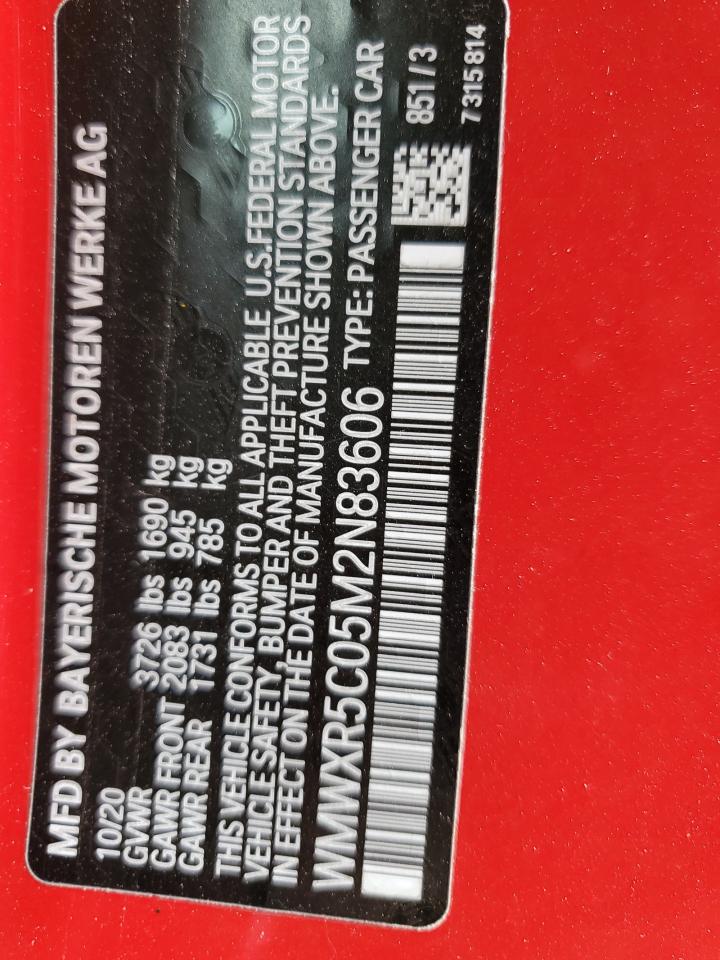 MFD BY BAYERISCHE MOTOREN WERKE AG
10/20
GVWR 3726 lbs 1690 kg
GAWR FRONT 2083 lbs 945 kg
GAWR REAR 1731 lbs 785 kg
THIS VEHICLE CONFORMS TO ALL APPLICABLE U.S.FEDERAL MOTOR
VEHICLE SAFETY, BUMPER AND THEFT PREVENTION STANDARDS
IN EFFECT ON THE DATE OF MANUFACTURE SHOWN ABOVE.
WMWXR5C05M2N83606 TYPE: PASSENGER CAR
851 / 3
7 315 814